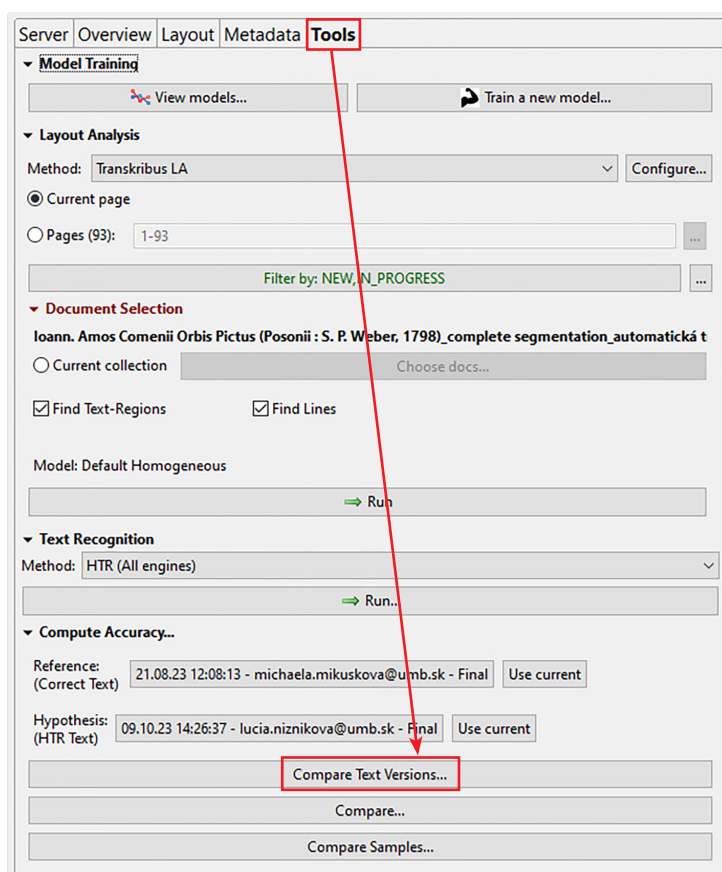 Server Overview Layout Metadata Tools
Model Training
View models... Train a new model...
Layout Analysis
Method: Transkribus LA Configure...
Current page
Pages (93): 1-93 ...
Filter by: NEW,IN_PROGRESS ...
Document Selection
Ioann. Amos Comenii Orbis Pictus (Posonii : S. P. Weber, 1798)_complete segmentation_automatická
Current collection Choose docs...
Find Text-Regions Find Lines
Model: Default Homogeneous
Run
Text Recognition
Method: HTR (All engines)
Run...
Compute Accuracy...
Reference:
(Correct Text) 21.08.23 12:08:13 - michaela.mikuskova@umb.sk - Final Use current
Hypothesis:
(HTR Text) 09.10.23 14:26:37 - lucia.niznikova@umb.sk - Final Use current
Compare Text Versions...
Compare...
Compare Samples...